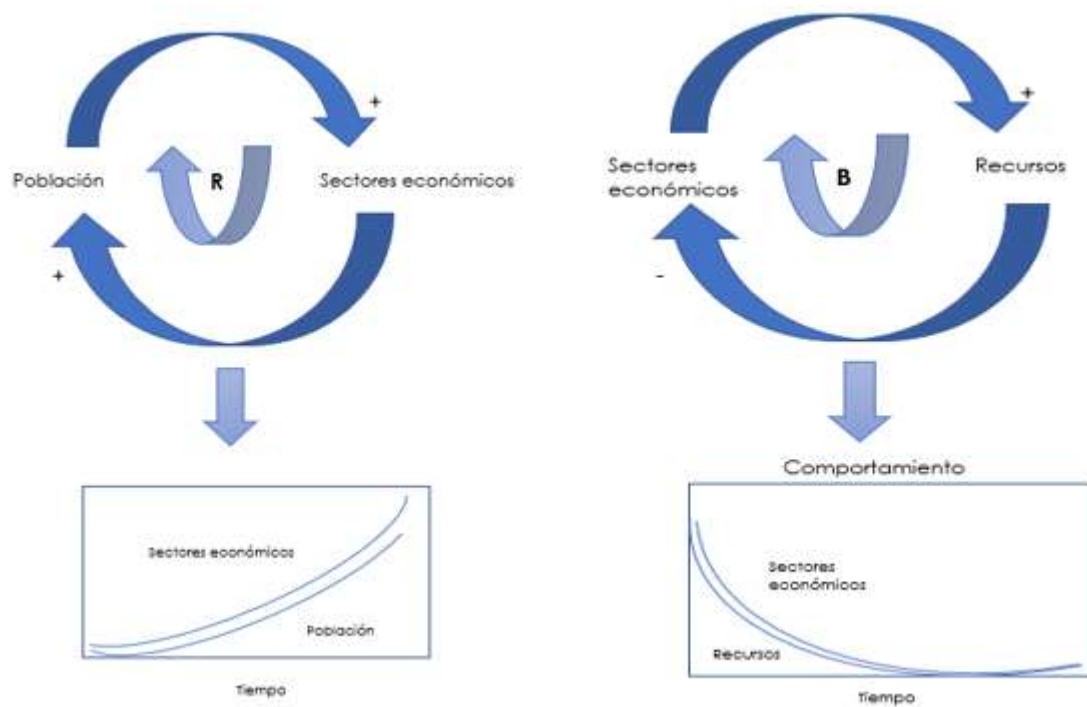 +
R
Población
Sectores económicos
+
Sectores económicos
Población
Tiempo
+
Sectores
económicos
B
Recursos
-
Comportamiento
Sectores
económicos
Recursos
Tiempo